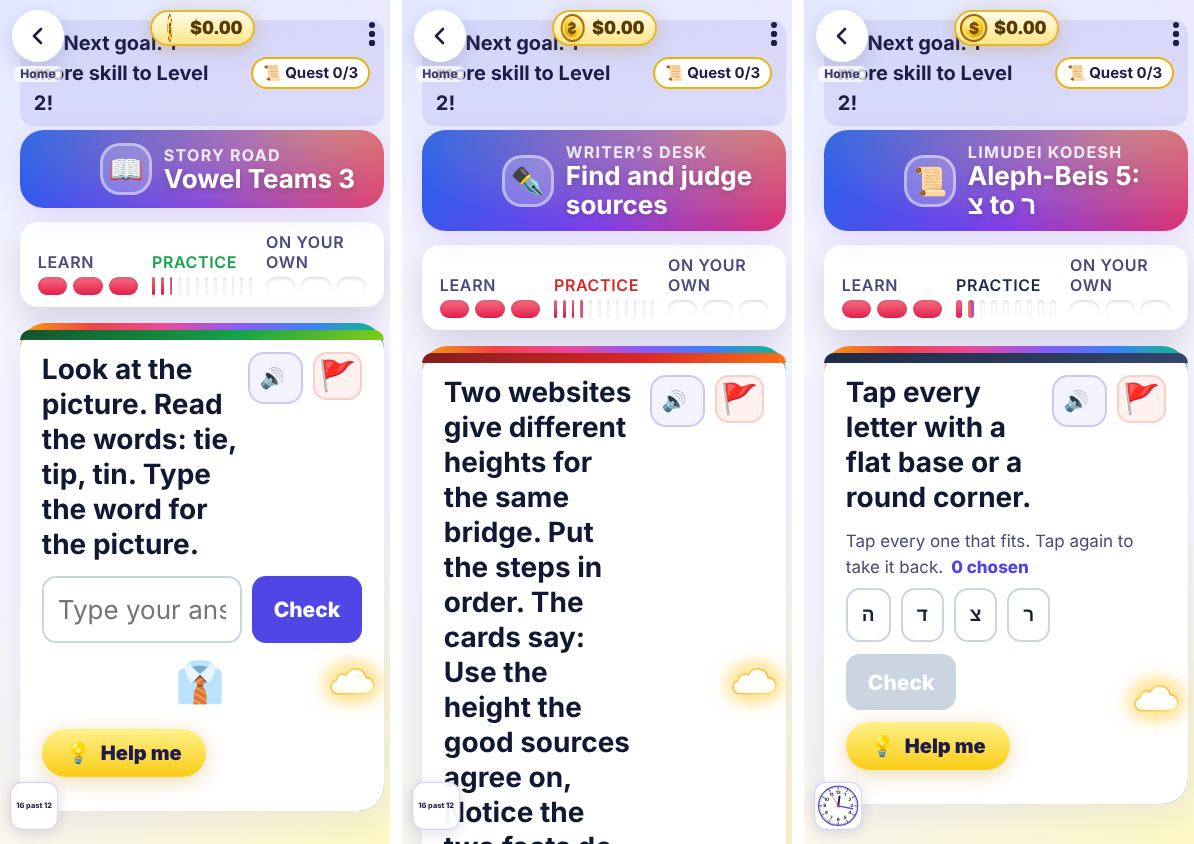 $0.00
Next goal:
re skill to Level
2!
Home
📜 Quest 0/3
STORY ROAD
Vowel Teams 3
LEARN
PRACTICE
ON YOUR
OWN
Look at the
picture. Read
the words: tie,
tip, tin. Type
the word for
the picture.
Type your ans
Check
Help me
16 past 12
$0.00
Next goal:
re skill to Level
2!
Home
📜 Quest 0/3
WRITER'S DESK
Find and judge
sources
LEARN
PRACTICE
ON YOUR
OWN
Two websites
give different
heights for
the same
bridge. Put
the steps in
order. The
cards say:
Use the
height the
good sources
agree on,
Notice the
two facts do
16 past 12
$0.00
Next goal:
re skill to Level
2!
Home
📜 Quest 0/3
LIMUDEI KODESH
Aleph-Beis 5:
צ to ר
LEARN
PRACTICE
ON YOUR
OWN
Tap every
letter with a
flat base or a
round corner.
Tap every one that fits. Tap again to
take it back. 0 chosen
ה ד צ ר
Check
Help me